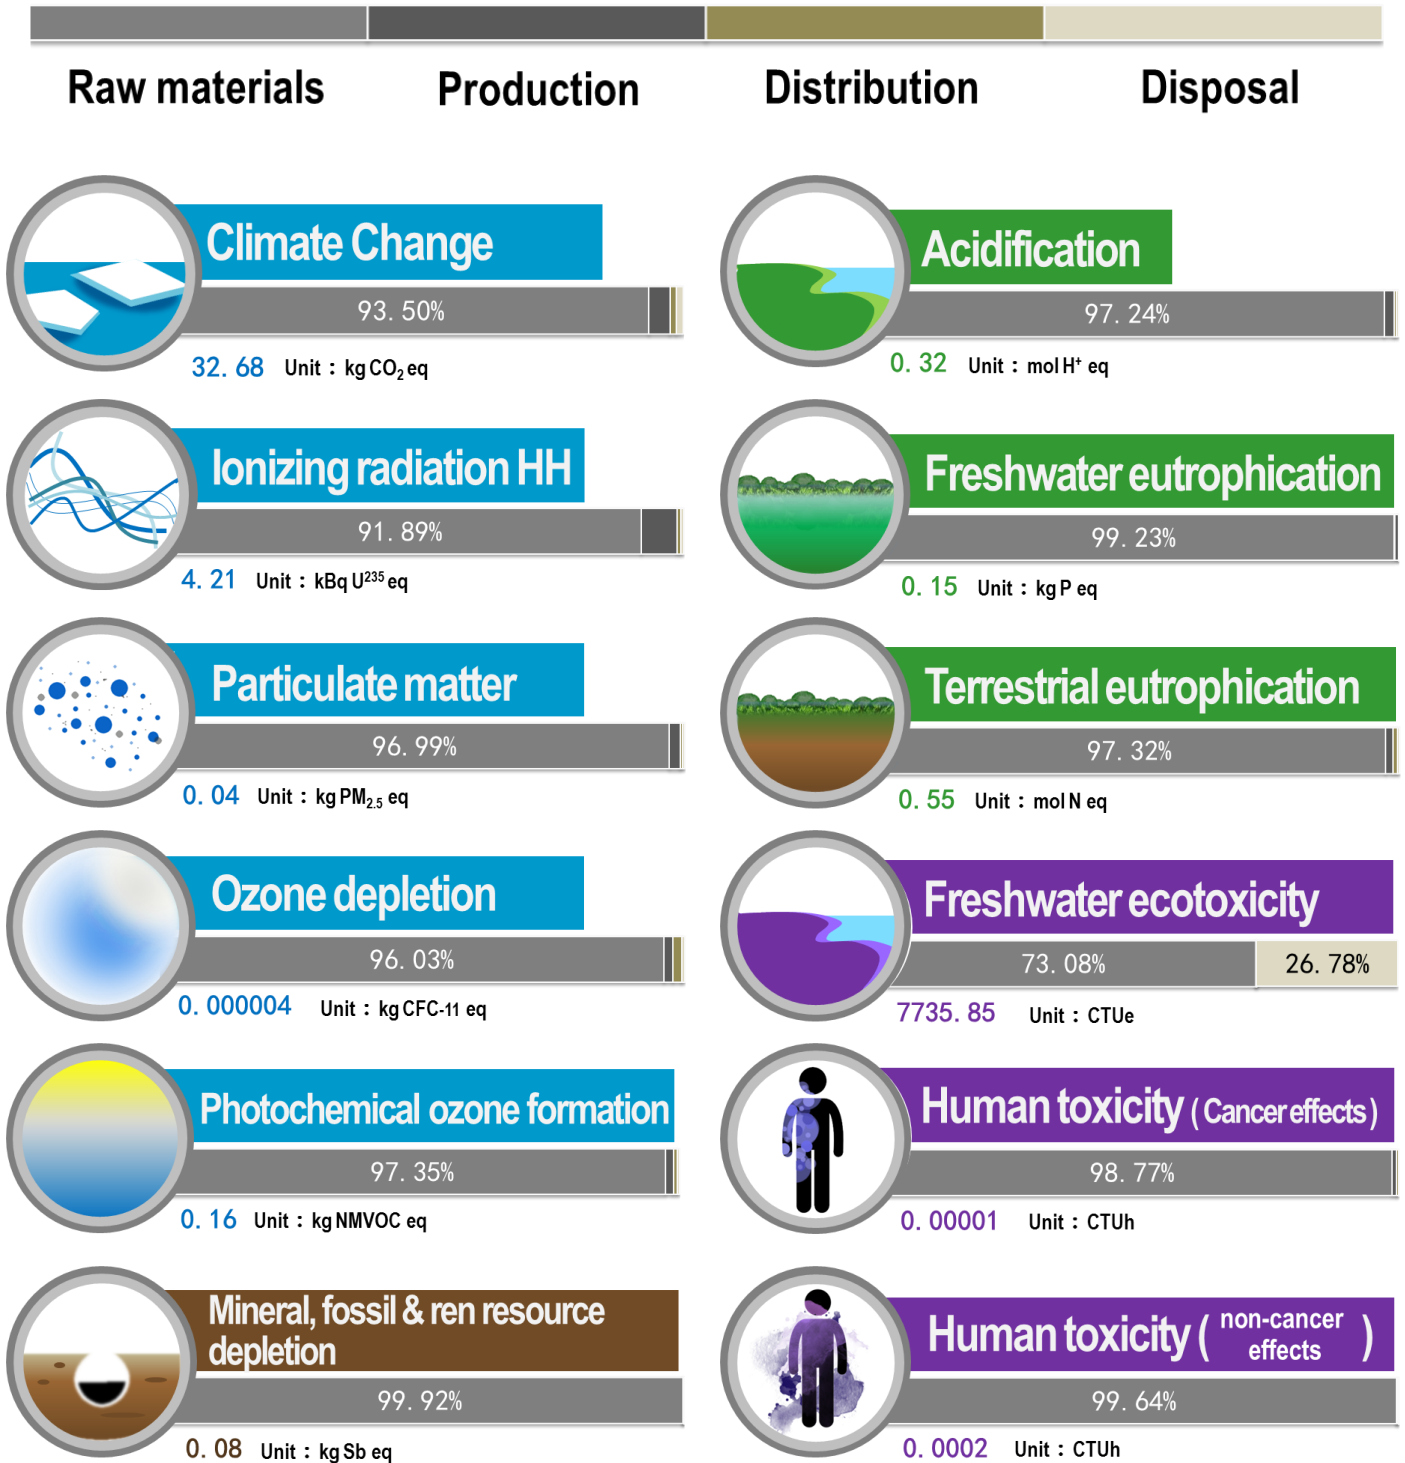 Raw materials
Production
Distribution
Disposal
Climate Change
93.50%
32.68 Unit：kg CO₂ eq
Ionizing radiation HH
91.89%
4.21 Unit：kBq U²³⁵ eq
Particulate matter
96.99%
0.04 Unit：kg PM₂.₅ eq
Ozone depletion
96.03%
0.000004 Unit：kg CFC-11 eq
Photochemical ozone formation
97.35%
0.16 Unit：kg NMVOC eq
Mineral, fossil & ren resource
depletion
99.92%
0.08 Unit：kg Sb eq
Acidification
97.24%
0.32 Unit：mol H⁺ eq
Freshwater eutrophication
99.23%
0.15 Unit：kg P eq
Terrestrial eutrophication
97.32%
0.55 Unit：mol N eq
Freshwater ecotoxicity
73.08%
26.78%
7735.85 Unit：CTUe
Human toxicity (Cancer effects)
98.77%
0.00001 Unit：CTUh
Human toxicity (non-cancer
effects)
99.64%
0.0002 Unit：CTUh